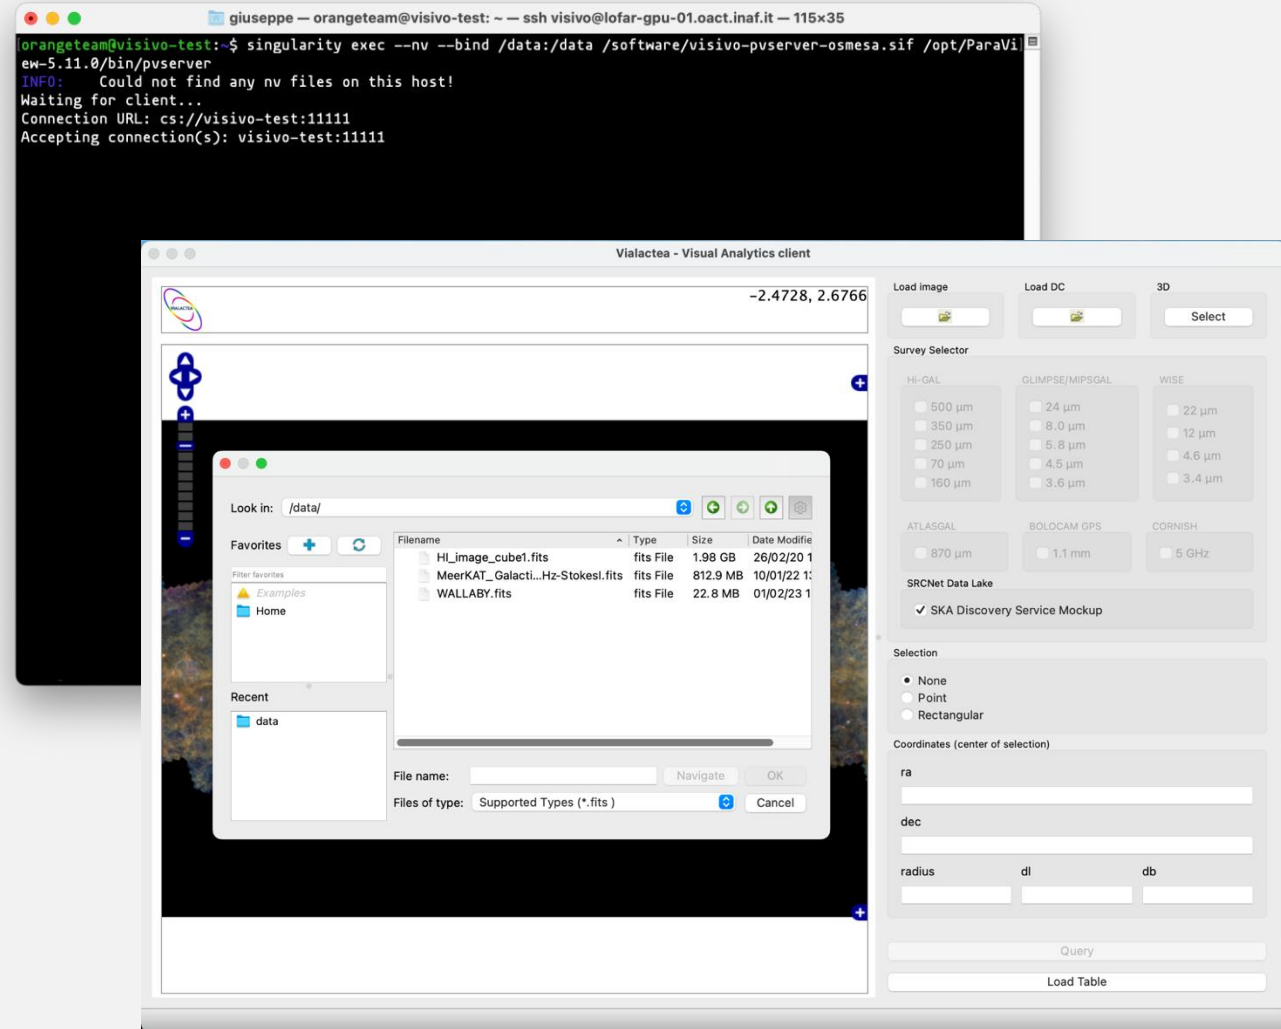 giuseppe — orangeteam@visivo-test: ~ — ssh visivo@lofar-gpu-01.oact.inaf.it — 115×35
[orangeteam@visivo-test:~$ singularity exec --nv --bind /data:/data /software/visivo-pvserver-osmesa.sif /opt/ParaVi]
ew-5.11.0/bin/pvserver
INFO:    Could not find any nv files on this host!
Waiting for client...
Connection URL: cs://visivo-test:11111
Accepting connection(s): visivo-test:11111
Vialactea - Visual Analytics client
VIALACTEA
-2.4728, 2.6766
Load image
Load DC
3D
Select
Survey Selector
Hi-GAL
GLIMPSE/MIPSGAL
WISE
500 µm
24 µm
22 µm
350 µm
8.0 µm
12 µm
250 µm
5.8 µm
4.6 µm
70 µm
4.5 µm
3.4 µm
160 µm
3.6 µm
ATLASGAL
BOLOCAM GPS
CORNISH
870 µm
1.1 mm
5 GHz
SRCNet Data Lake
SKA Discovery Service Mockup
Selection
None
Point
Rectangular
Coordinates (center of selection)
ra
dec
radius
dl
db
Query
Load Table
Look in:
/data/
Favorites
Filter favorites
Examples
Home
Recent
data
Filename
Type
Size
Date Modifie
HI_image_cube1.fits
fits File
1.98 GB
26/02/20 1
MeerKAT_Galacti...Hz-StokesI.fits
fits File
812.9 MB
10/01/22 13
WALLABY.fits
fits File
22.8 MB
01/02/23 1
File name:
Navigate
OK
Files of type:
Supported Types (*.fits )
Cancel